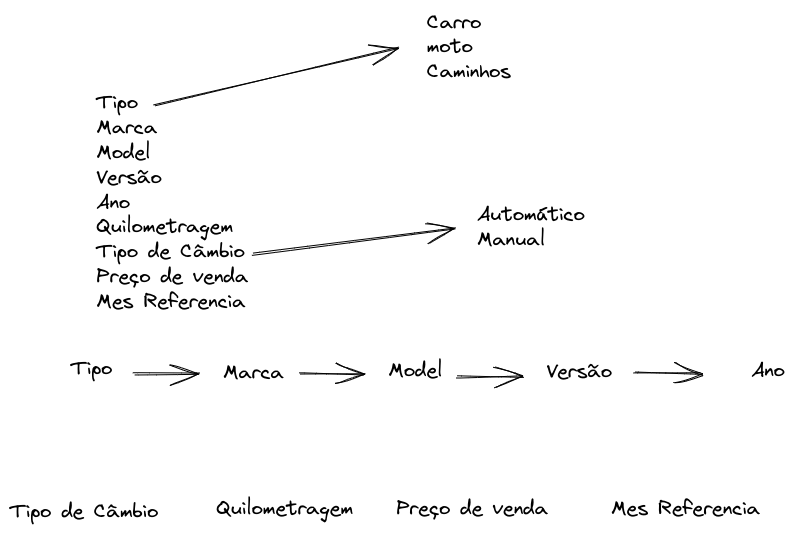 Carro
moto
Caminhos
Tipo
Marca
Model
Versão
Ano
Quilometragem
Tipo de Câmbio
Preço de venda
Mes Referencia
Automático
Manual
Tipo Marca Model Versão Ano
Tipo de Câmbio Quilometragem Preço de venda Mes Referencia